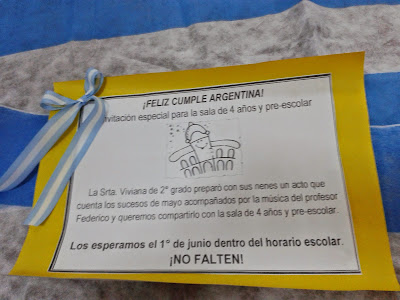 ¡FELIZ CUMPLE ARGENTINA!
Invitación especial para la sala de 4 años y pre-escolar
La Srta. Viviana de 2° grado preparó con sus nenes un acto que
cuenta los sucesos de mayo acompañados por la música del profesor
Federico y queremos compartirlo con la sala de 4 años y pre-escolar.
Los esperamos el 1° de junio dentro del horario escolar.
¡NO FALTEN!